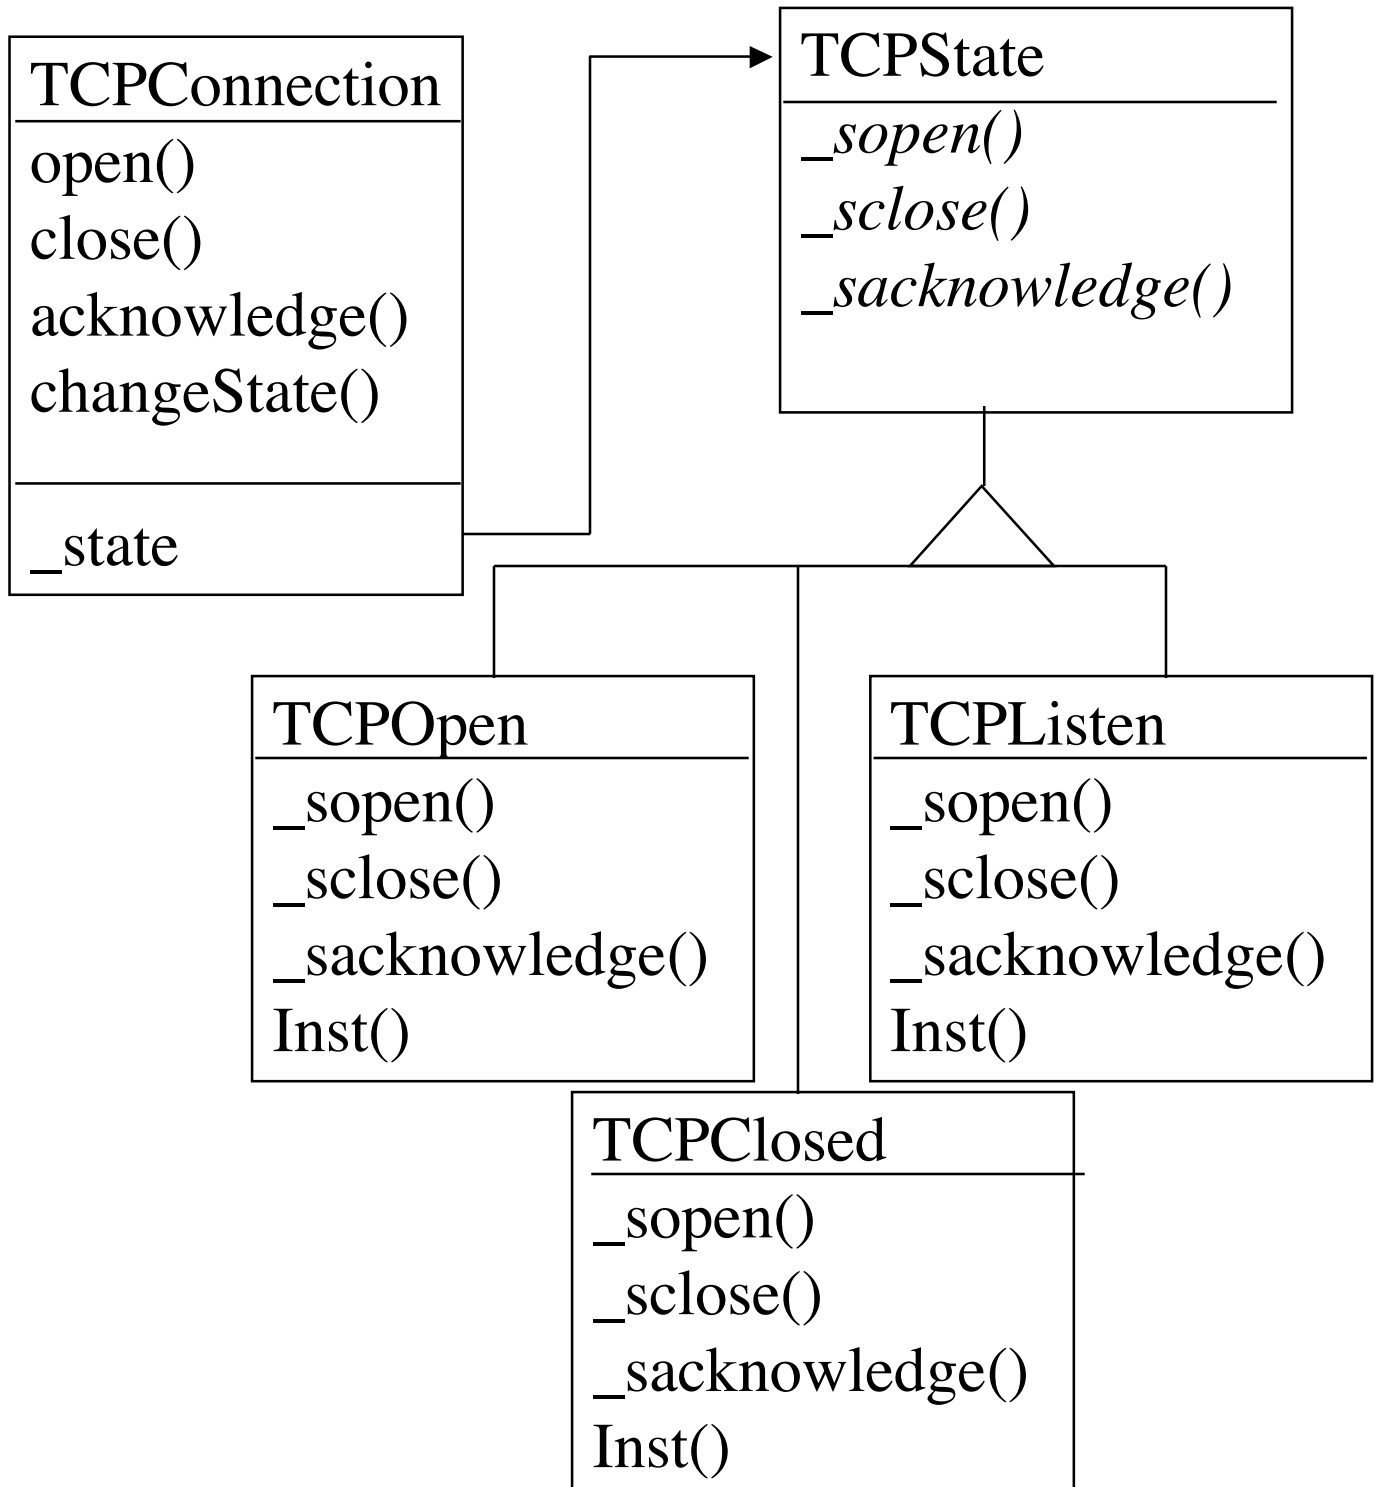 TCPConnection
open()
close()
acknowledge()
changeState()
_state
TCPState
_sopen()
_sclose()
_sacknowledge()
TCPOpen
_sopen()
_sclose()
_sacknowledge()
Inst()
TCPListen
_sopen()
_sclose()
_sacknowledge()
Inst()
TCPClosed
_sopen()
_sclose()
_sacknowledge()
Inst()